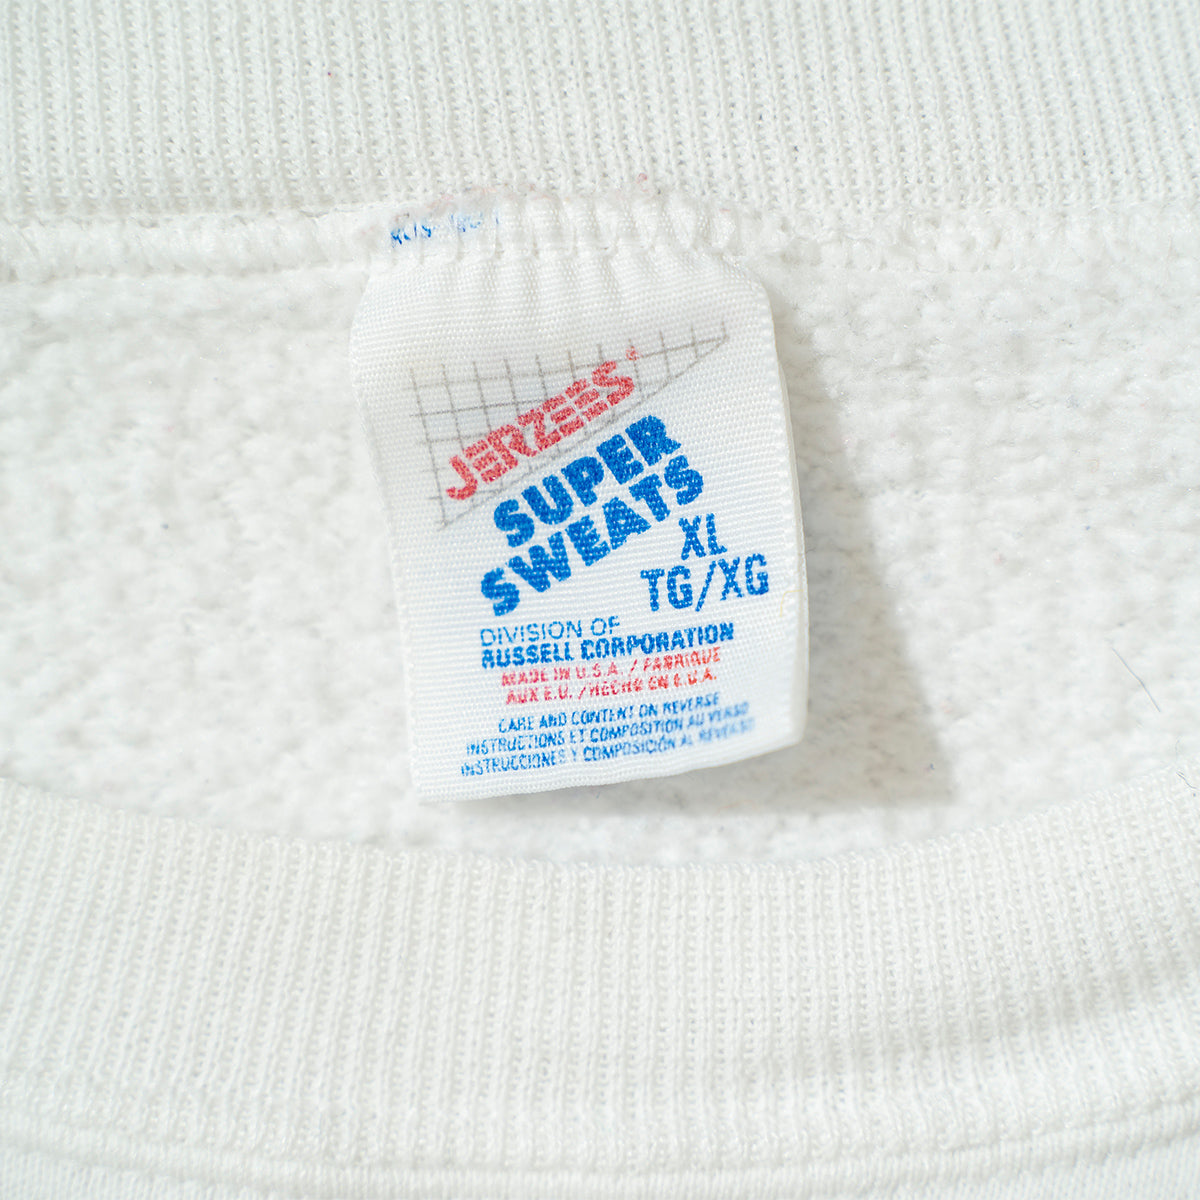 JERZEES
SUPER
SWEATS
XL
TG/XG
DIVISION OF
RUSSELL CORPORATION
MADE IN U.S.A. / FABRIQUE
AUX E.U. / HECHO EN E.U.A.
CARE AND CONTENT ON REVERSE
INSTRUCTIONS ET COMPOSITION AU VERSO
INSTRUCCIONES Y COMPOSICIÓN AL REVERSO